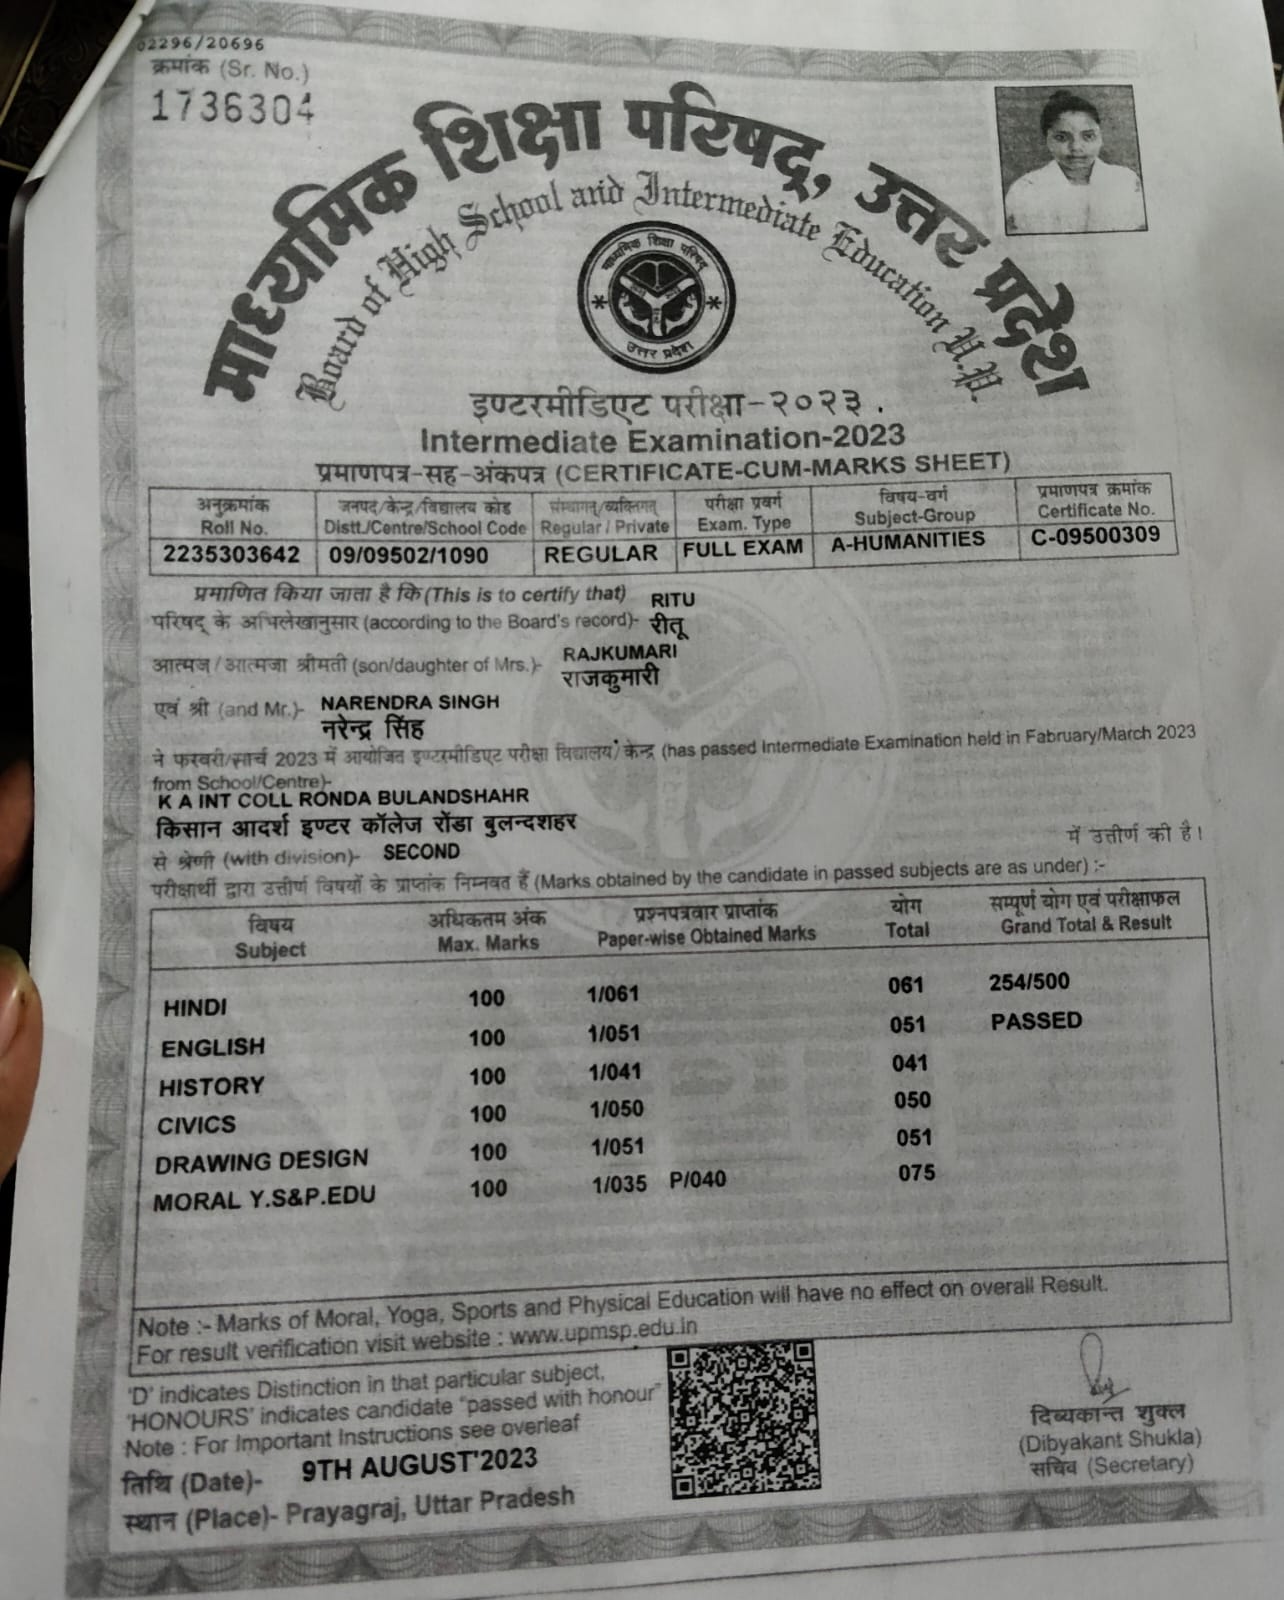 02296/20696
क्रमांक (Sr. No.)
1736304
माध्यमिक शिक्षा परिषद्, उत्तर प्रदेश
Board of High School and Intermediate Education U.P.
माध्यमिक शिक्षा परिषद्
उत्तर प्रदेश
इण्टरमीडिएट परीक्षा-२०२३.
Intermediate Examination-2023
प्रमाणपत्र-सह-अंकपत्र (CERTIFICATE-CUM-MARKS SHEET)
अनुक्रमांक जनपद/केन्द्र/विद्यालय कोड संस्थागत/व्यक्तिगत परीक्षा प्रवर्ग विषय-वर्ग प्रमाणपत्र क्रमांक
Roll No. Distt./Centre/School Code Regular / Private Exam. Type Subject-Group Certificate No.
2235303642 09/09502/1090 REGULAR FULL EXAM A-HUMANITIES C-09500309
प्रमाणित किया जाता है कि (This is to certify that) RITU
परिषद् के अभिलेखानुसार (according to the Board's record)- रीतू
आत्मज/आत्मजा श्रीमती (son/daughter of Mrs.)- RAJKUMARI
राजकुमारी
एवं श्री (and Mr.)- NARENDRA SINGH
नरेन्द्र सिंह
ने फरवरी/मार्च 2023 में आयोजित इण्टरमीडिएट परीक्षा विद्यालय/केन्द्र (has passed Intermediate Examination held in Fabruary/March 2023
from School/Centre)-
K A INT COLL RONDA BULANDSHAHR
किसान आदर्श इण्टर कॉलेज रोंडा बुलन्दशहर
में उत्तीर्ण की है।
से श्रेणी (with division)- SECOND
परीक्षार्थी द्वारा उत्तीर्ण विषयों के प्राप्तांक निम्नवत हैं (Marks obtained by the candidate in passed subjects are as under) :-
विषय अधिकतम अंक प्रश्नपत्रवार प्राप्तांक योग सम्पूर्ण योग एवं परीक्षाफल
Subject Max. Marks Paper-wise Obtained Marks Total Grand Total & Result
HINDI 100 1/061 061 254/500
ENGLISH 100 1/051 051 PASSED
HISTORY 100 1/041 041
CIVICS 100 1/050 050
DRAWING DESIGN 100 1/051 051
MORAL Y.S&P.EDU 100 1/035 P/040 075
Note :- Marks of Moral, Yoga, Sports and Physical Education will have no effect on overall Result.
For result verification visit website : www.upmsp.edu.in
'D' indicates Distinction in that particular subject,
'HONOURS' indicates candidate "passed with honour"
Note : For Important Instructions see overleaf
तिथि (Date)- 9TH AUGUST'2023
स्थान (Place)- Prayagraj, Uttar Pradesh
दिब्यकान्त शुक्ल
(Dibyakant Shukla)
सचिव (Secretary)